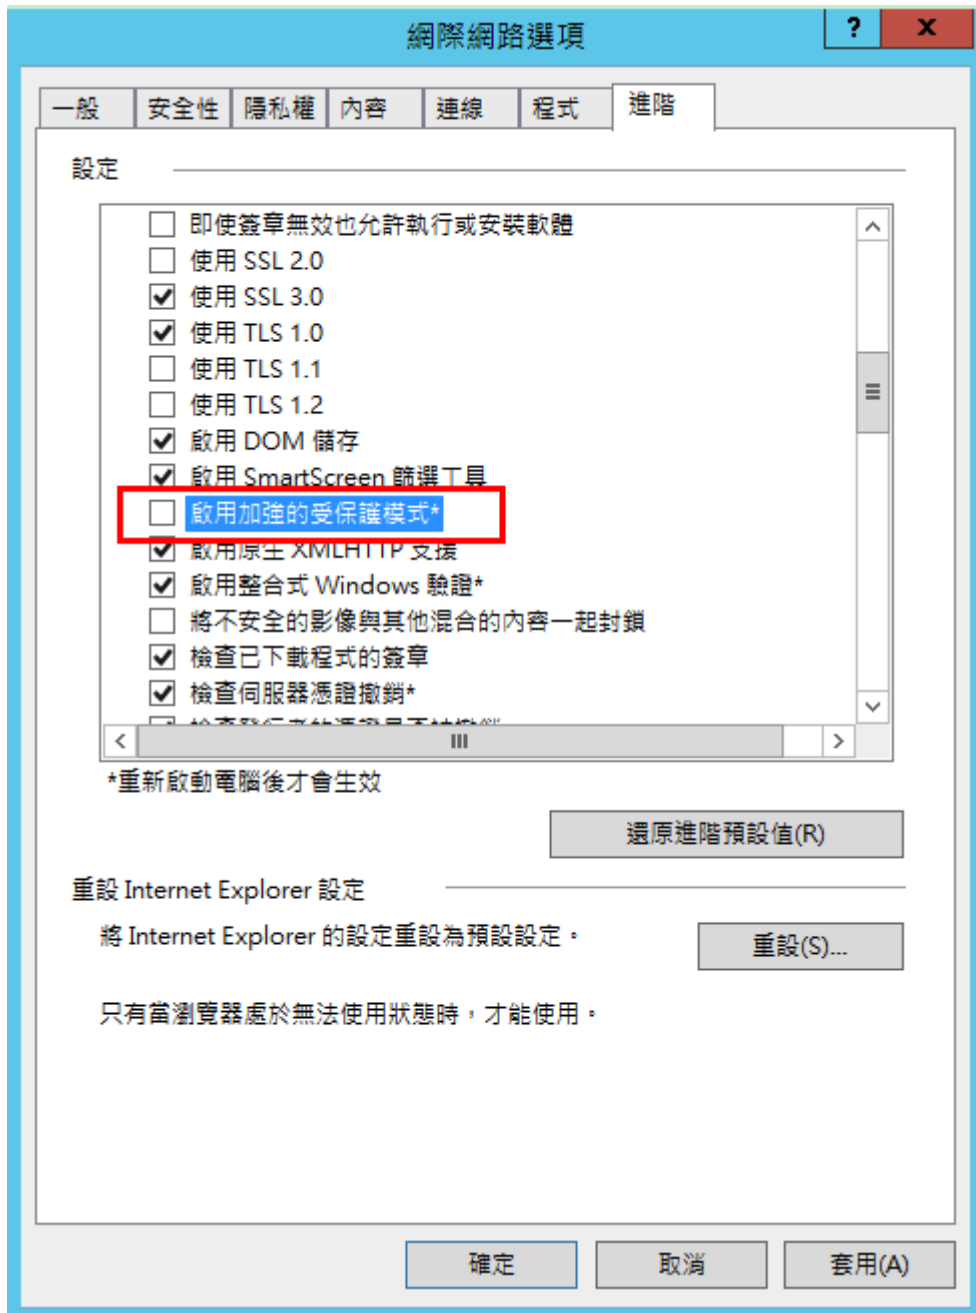 網際網路選項
?
x
一般
安全性
隱私權
內容
連線
程式
進階
設定
即使簽章無效也允許執行或安裝軟體
使用 SSL 2.0
使用 SSL 3.0
使用 TLS 1.0
使用 TLS 1.1
使用 TLS 1.2
啟用 DOM 儲存
啟用 SmartScreen 篩選工具
啟用加強的受保護模式*
啟用原生 XMLHTTP 支援
啟用整合式 Windows 驗證*
將不安全的影像與其他混合的內容一起封鎖
檢查已下載程式的簽章
檢查伺服器憑證撤銷*
*重新啟動電腦後才會生效
還原進階預設值(R)
重設 Internet Explorer 設定
將 Internet Explorer 的設定重設為預設設定。
重設(S)...
只有當瀏覽器處於無法使用狀態時，才能使用。
確定
取消
套用(A)